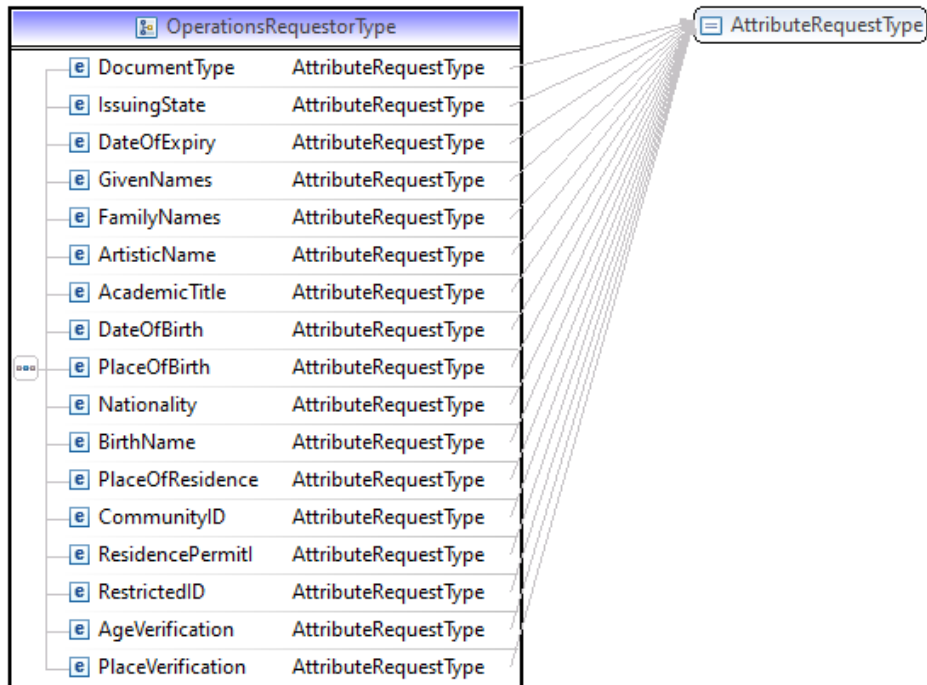 OperationsRequestorType
AttributeRequestType
DocumentType AttributeRequestType
IssuingState AttributeRequestType
DateOfExpiry AttributeRequestType
GivenNames AttributeRequestType
FamilyNames AttributeRequestType
ArtisticName AttributeRequestType
AcademicTitle AttributeRequestType
DateOfBirth AttributeRequestType
PlaceOfBirth AttributeRequestType
Nationality AttributeRequestType
BirthName AttributeRequestType
PlaceOfResidence AttributeRequestType
CommunityID AttributeRequestType
ResidencePermitI AttributeRequestType
RestrictedID AttributeRequestType
AgeVerification AttributeRequestType
PlaceVerification AttributeRequestType